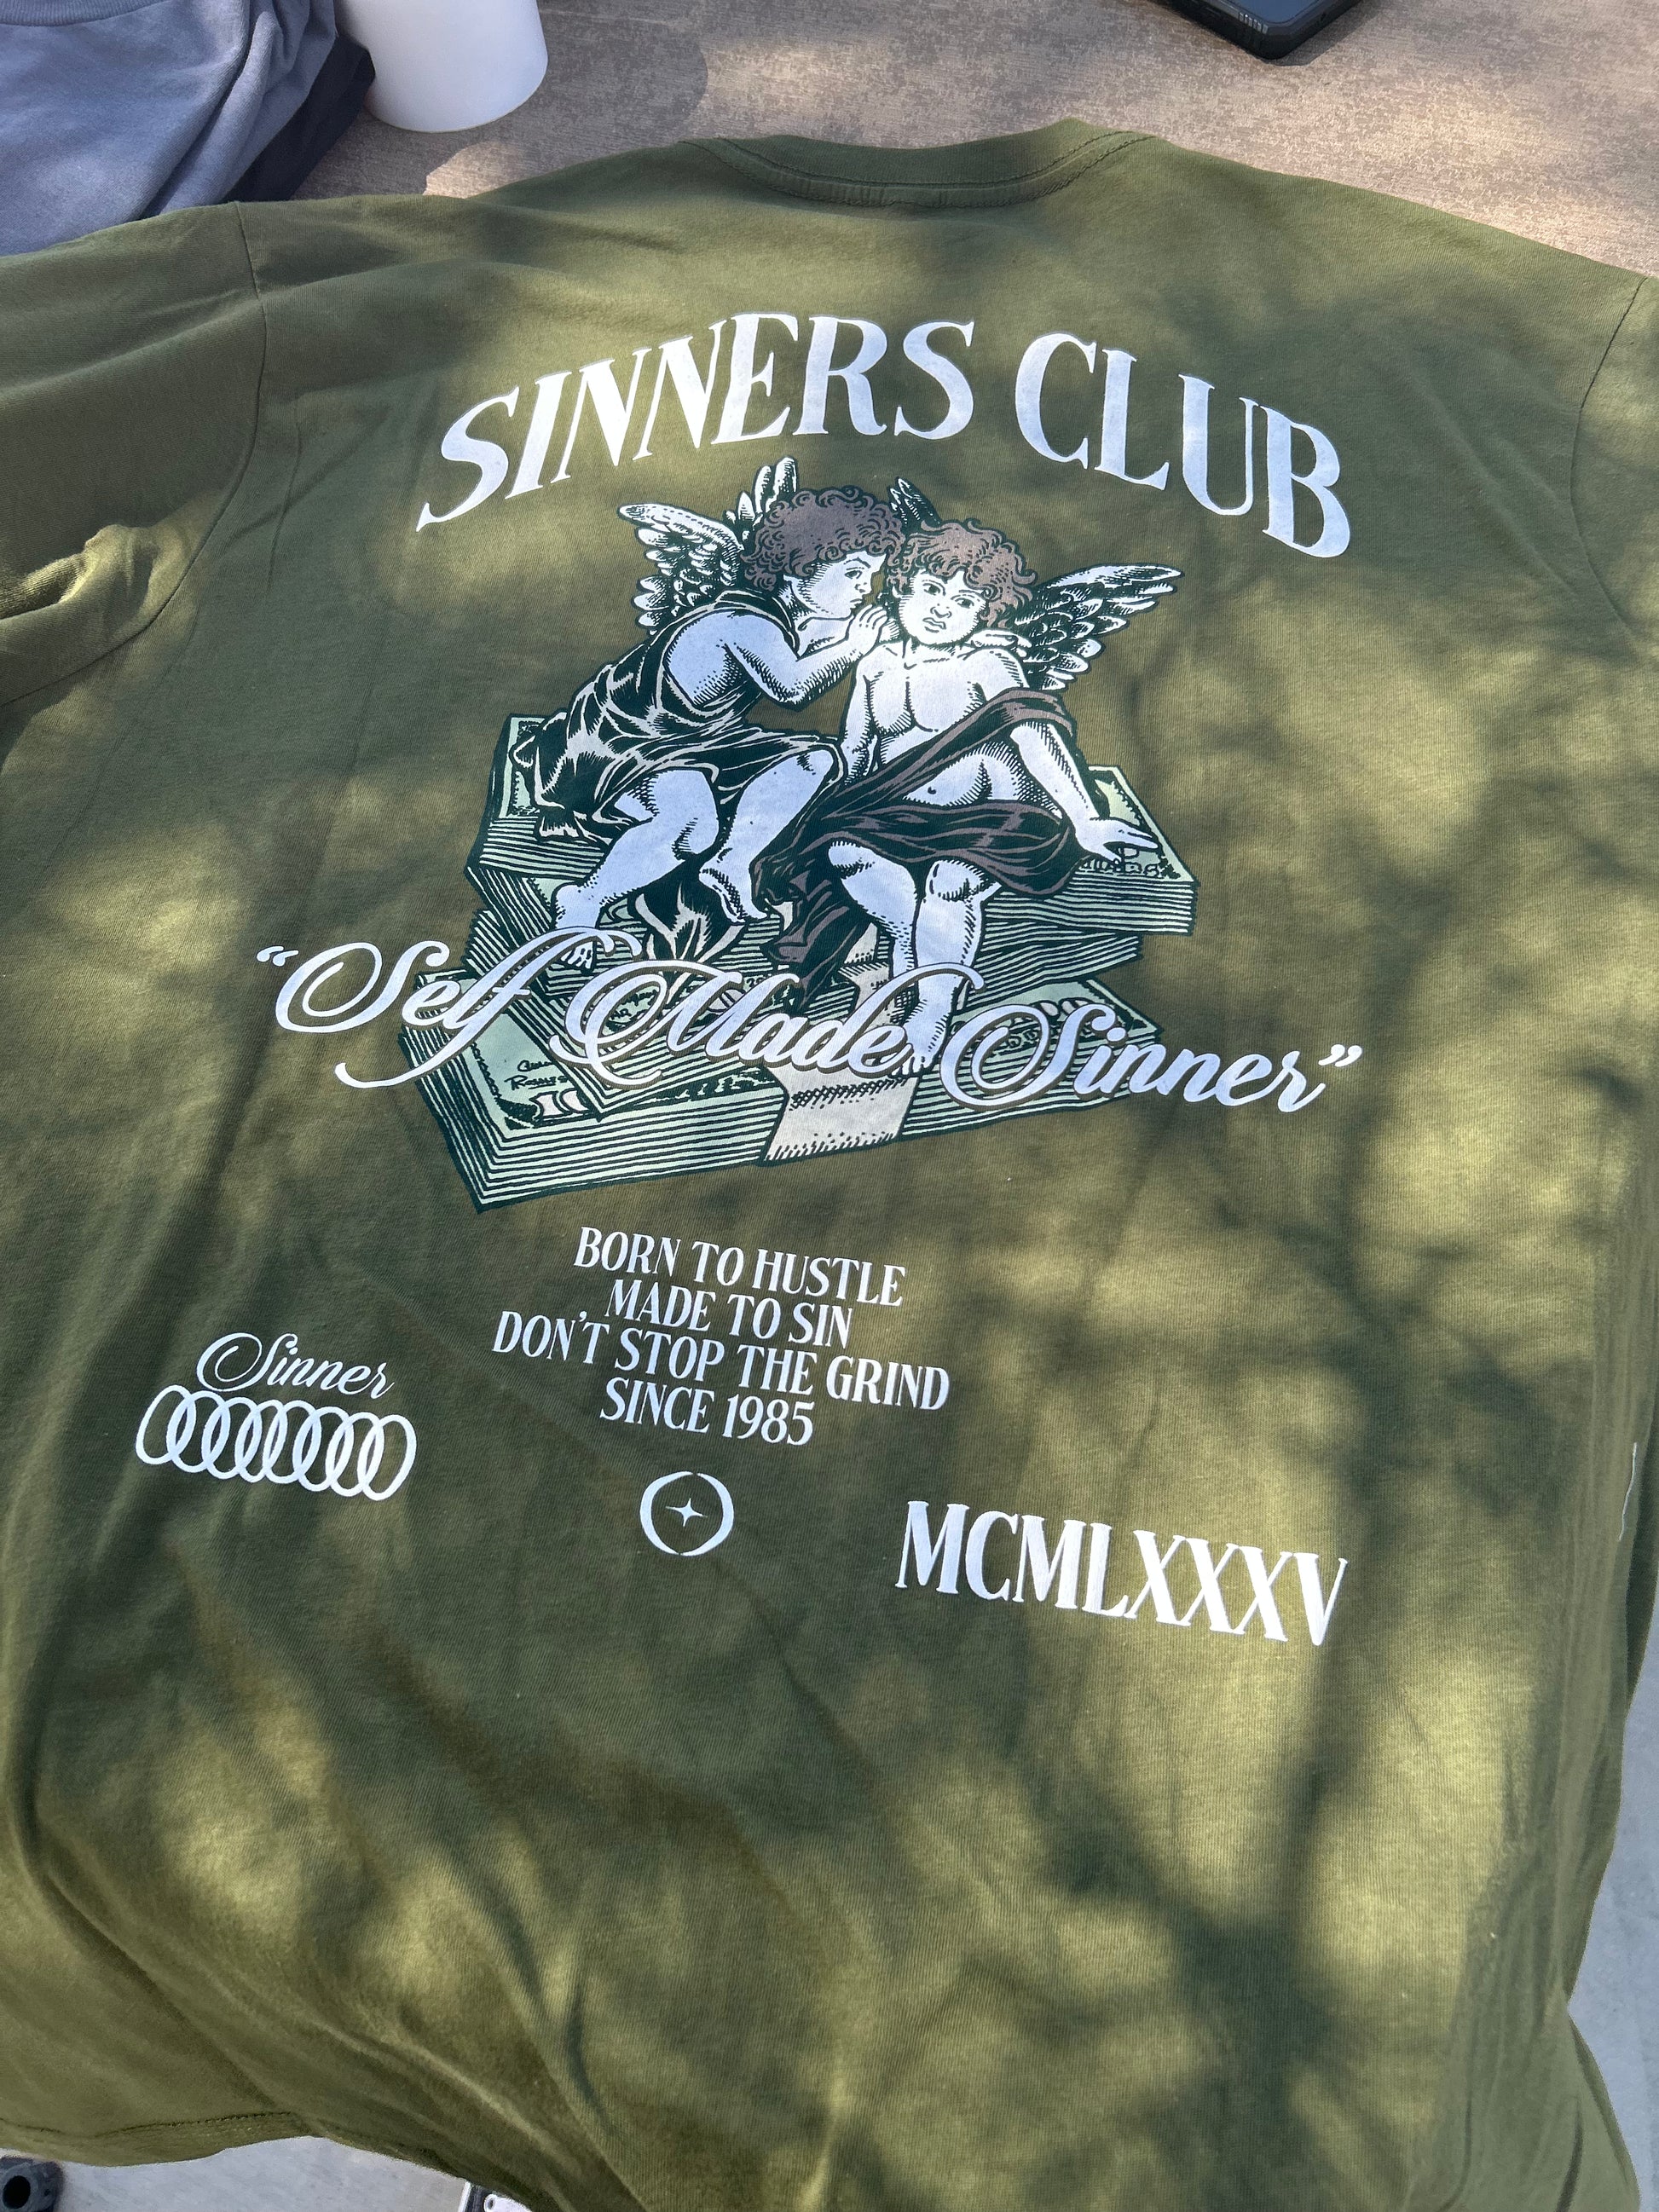 SINNERS CLUB
“Self Made Sinner”
BORN TO HUSTLE
MADE TO SIN
DON'T STOP THE GRIND
SINCE 1985
Sinner
MCMLXXXV